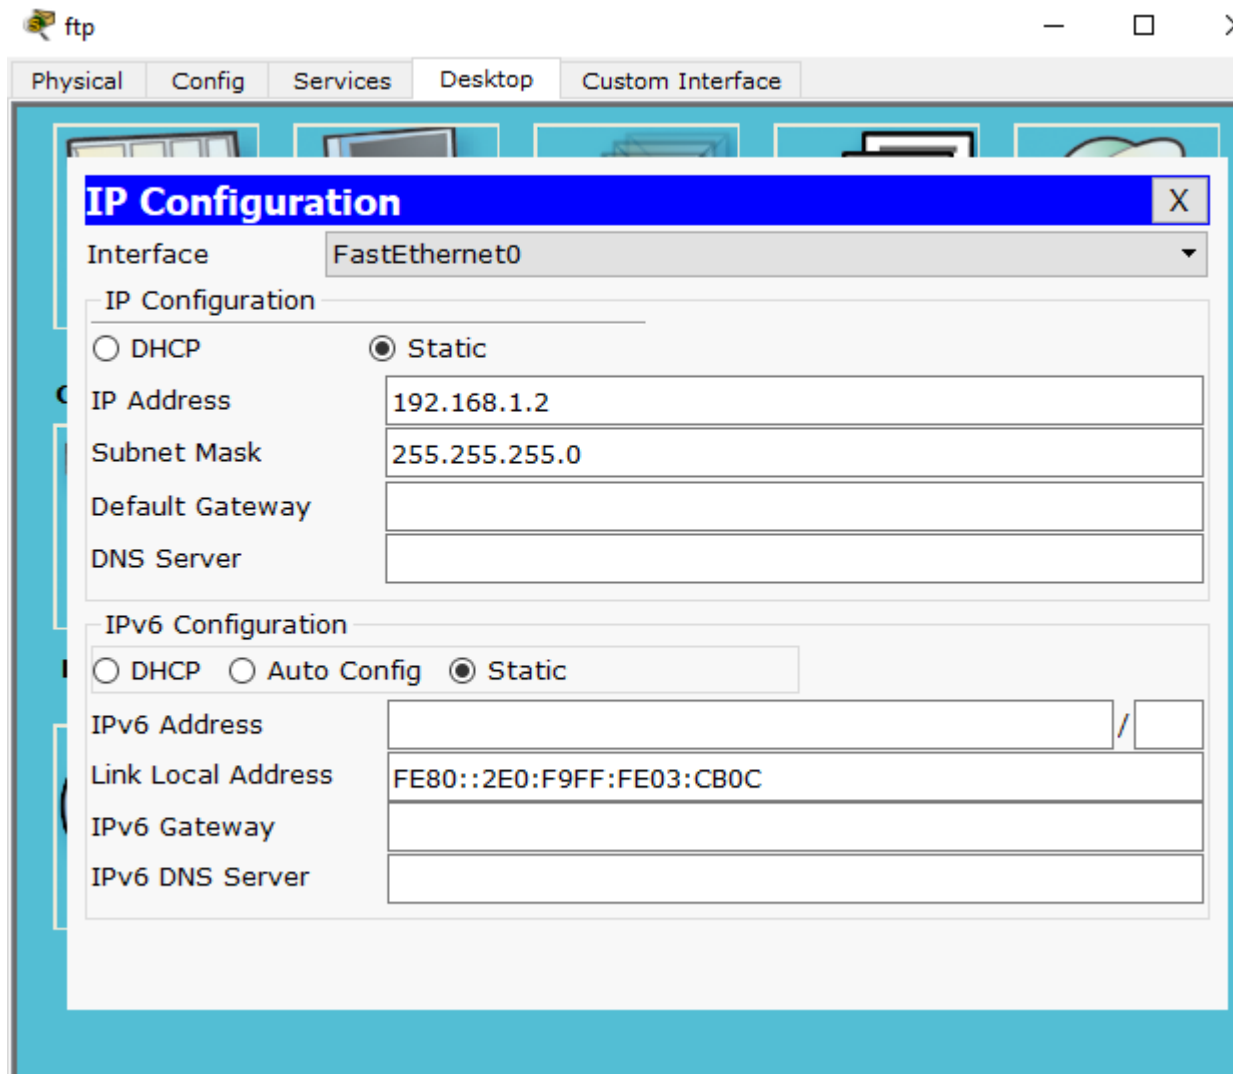 ftp
Physical Config Services Desktop Custom Interface
IP Configuration X
Interface FastEthernet0
IP Configuration
DHCP Static
IP Address 192.168.1.2
Subnet Mask 255.255.255.0
Default Gateway
DNS Server
IPv6 Configuration
DHCP Auto Config Static
IPv6 Address /
Link Local Address FE80::2E0:F9FF:FE03:CB0C
IPv6 Gateway
IPv6 DNS Server